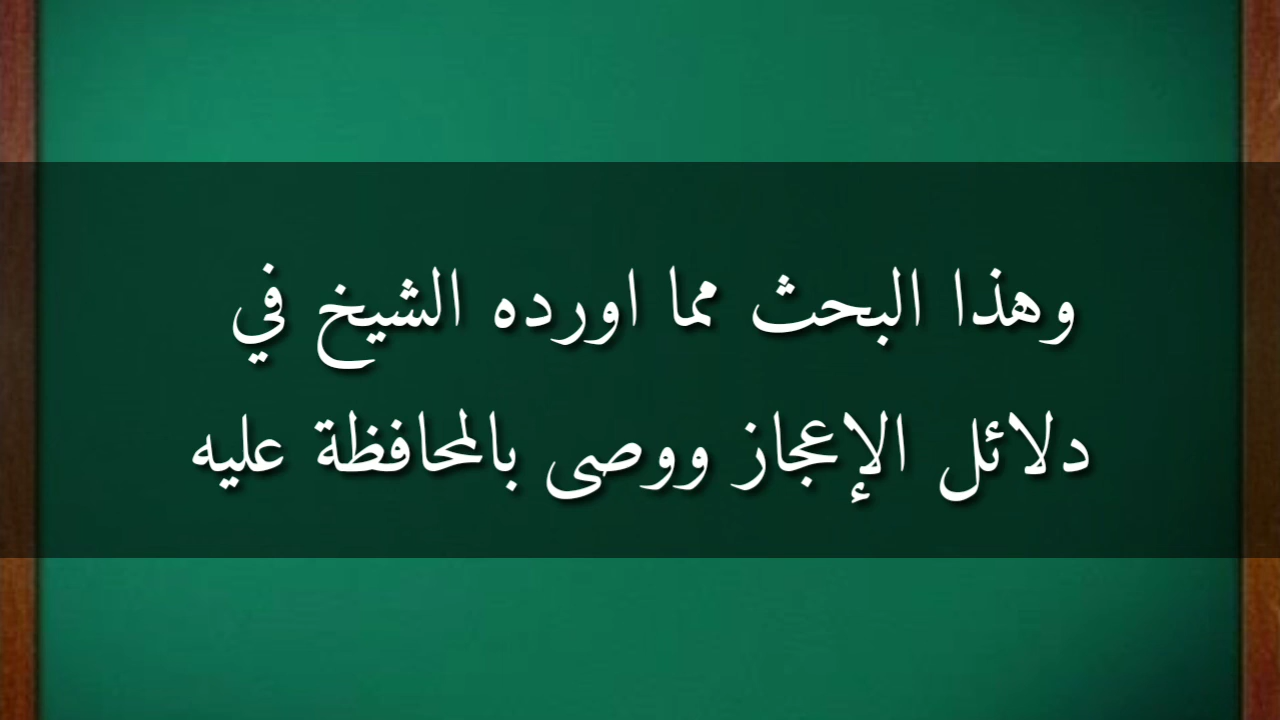 وهذا البحث مما اورده الشيخ في
دلائل الإعجاز ووصى بالمحافظة عليه